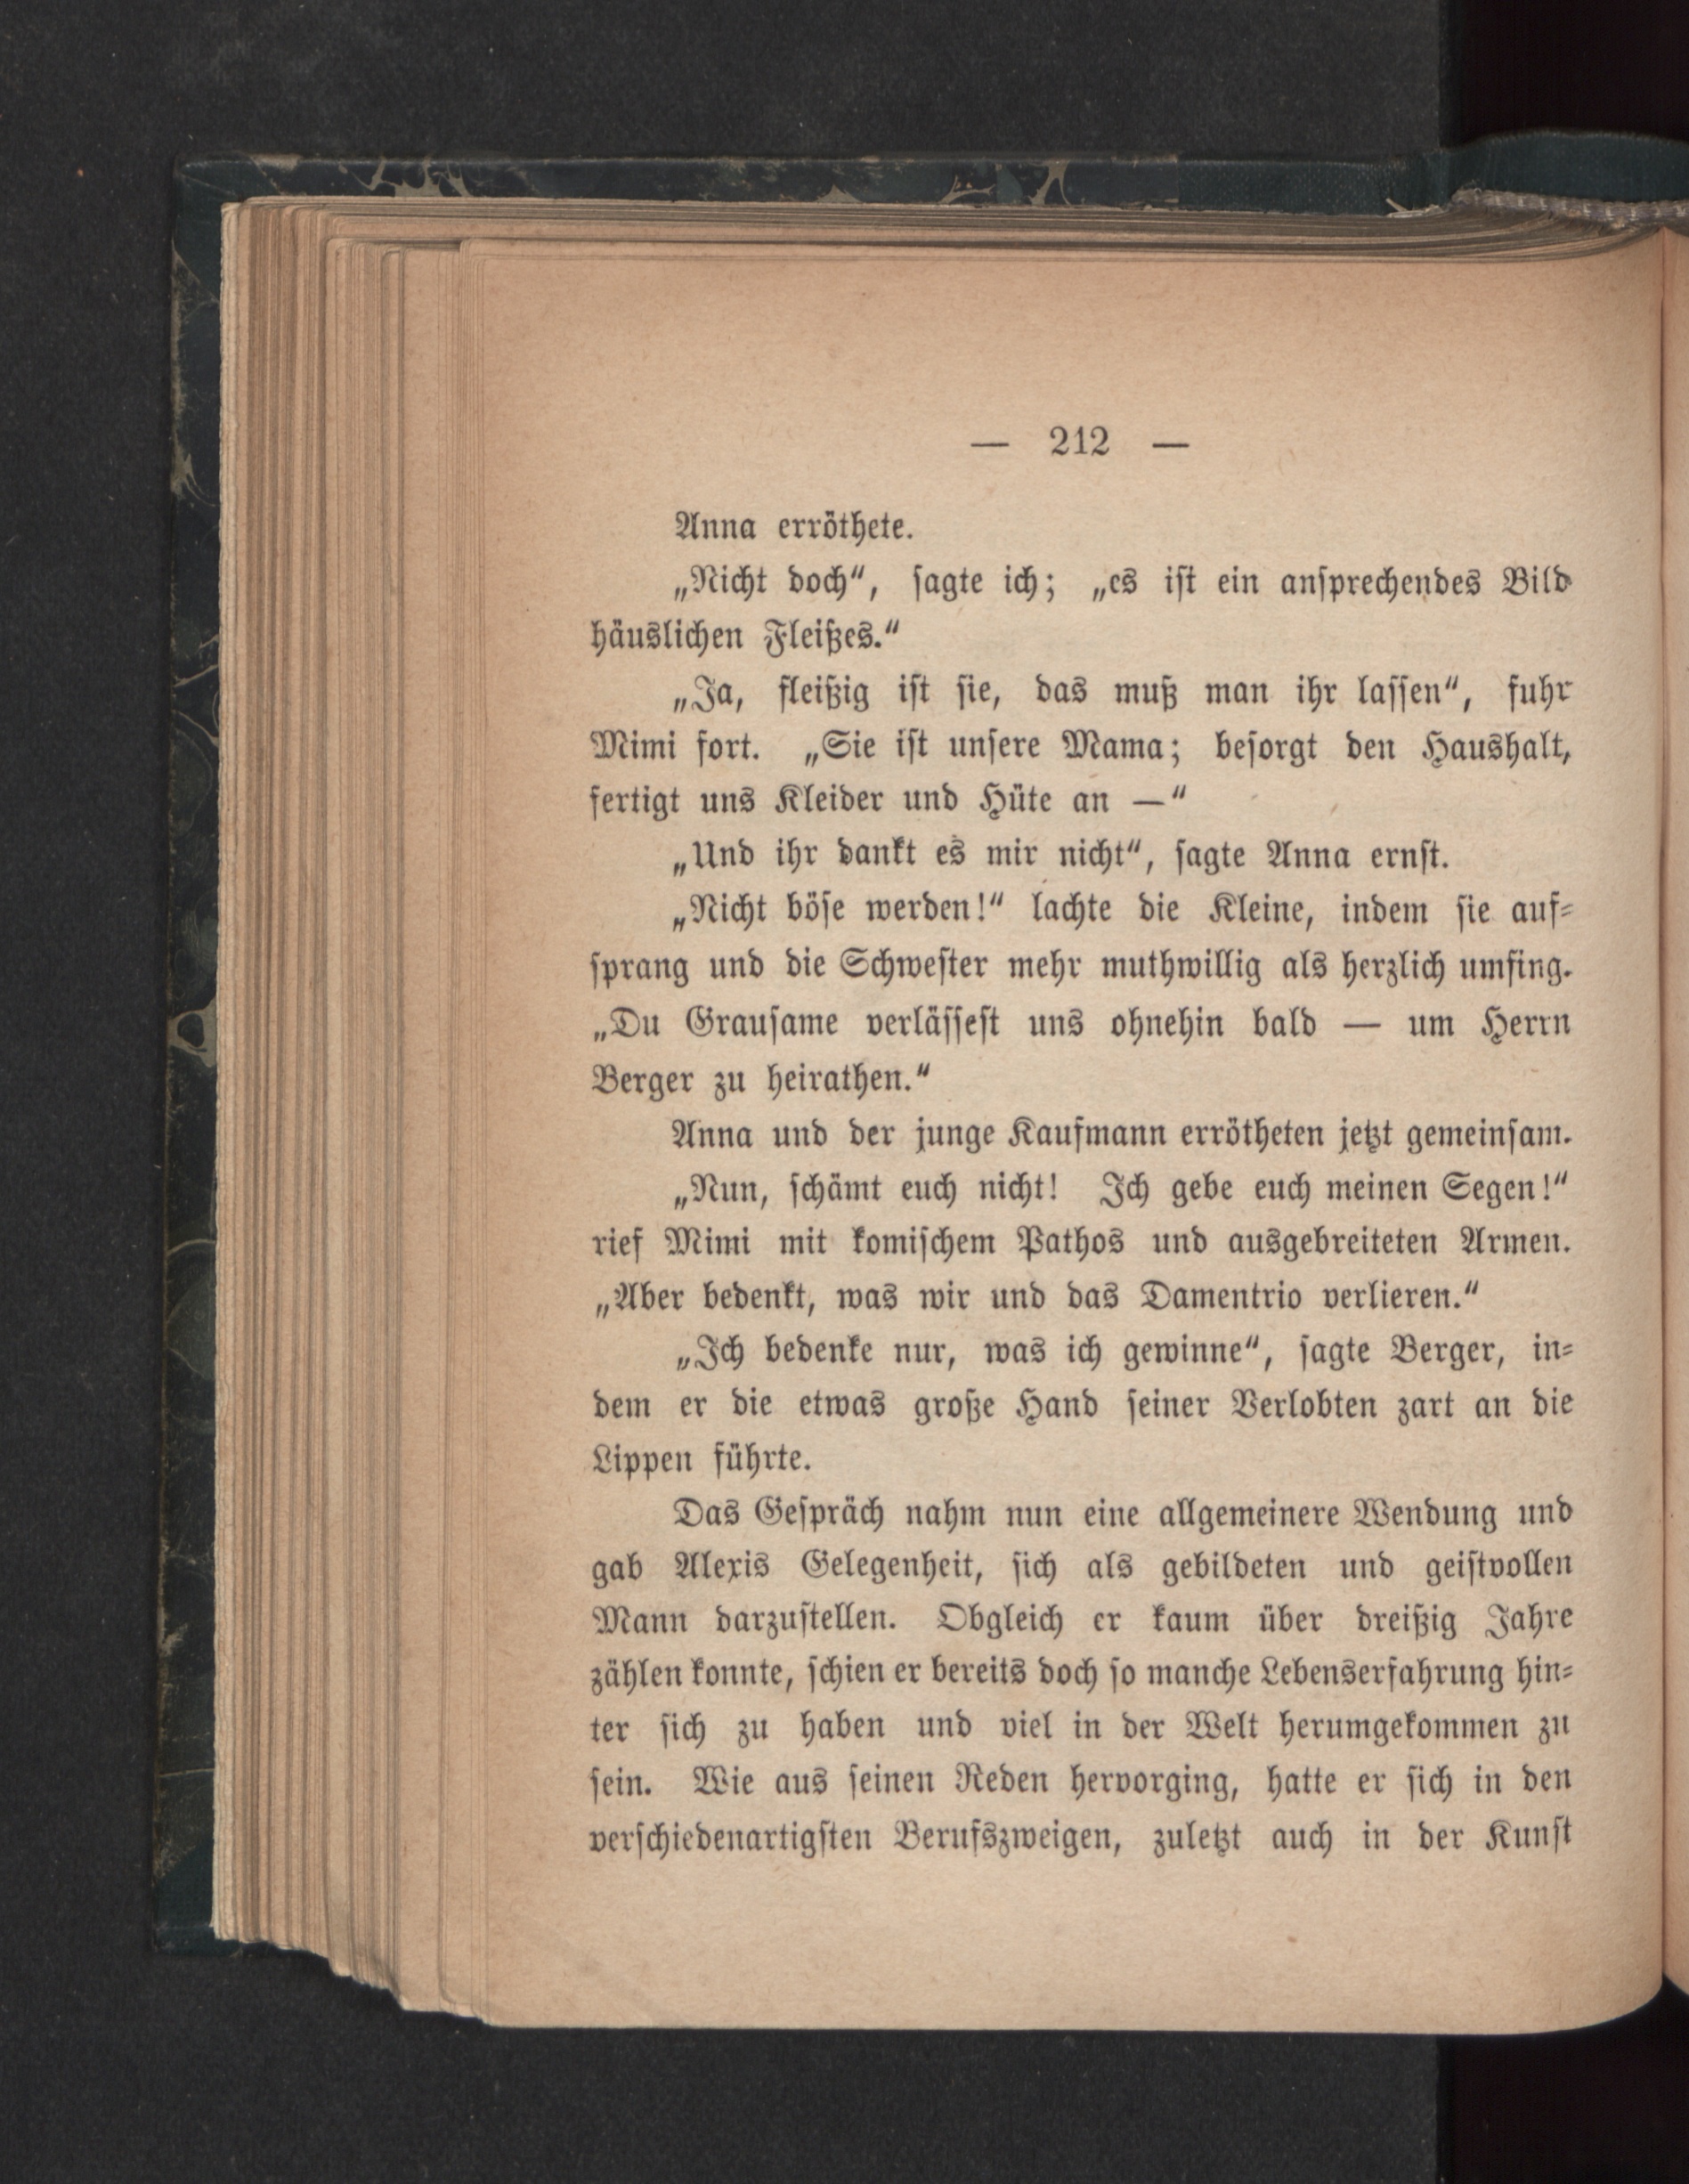 — 212 —
Anna erröthete.
„Nicht doch“, sagte ich; „es ist ein ansprechendes Bild
häuslichen Fleißes.“
„Ja, fleißig ist sie, das muß man ihr lassen“, fuhr
Mimi fort. „Sie ist unsere Mama; besorgt den Haushalt,
fertigt uns Kleider und Hüte an —“
„Und ihr dankt es mir nicht“, sagte Anna ernst.
„Nicht böse werden!“ lachte die Kleine, indem sie auf-
sprang und die Schwester mehr muthwillig als herzlich umfing.
„Du Grausame verlässest uns ohnehin bald — um Herrn
Berger zu heirathen.“
Anna und der junge Kaufmann errötheten jetzt gemeinsam.
„Nun, schämt euch nicht! Ich gebe euch meinen Segen!“
rief Mimi mit komischem Pathos und ausgebreiteten Armen.
„Aber bedenkt, was wir und das Damentrio verlieren.“
„Ich bedenke nur, was ich gewinne“, sagte Berger, in-
dem er die etwas große Hand seiner Verlobten zart an die
Lippen führte.
Das Gespräch nahm nun eine allgemeinere Wendung und
gab Alexis Gelegenheit, sich als gebildeten und geistvollen
Mann darzustellen. Obgleich er kaum über dreißig Jahre
zählen konnte, schien er bereits doch so manche Lebenserfahrung hin-
ter sich zu haben und viel in der Welt herumgekommen zu
sein. Wie aus seinen Reden hervorging, hatte er sich in den
verschiedenartigsten Berufszweigen, zuletzt auch in der Kunst